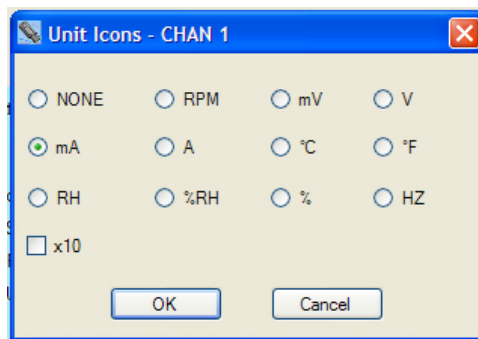 Unit Icons - CHAN 1
NONE RPM mV V
mA A °C °F
RH %RH % HZ
x10
OK Cancel